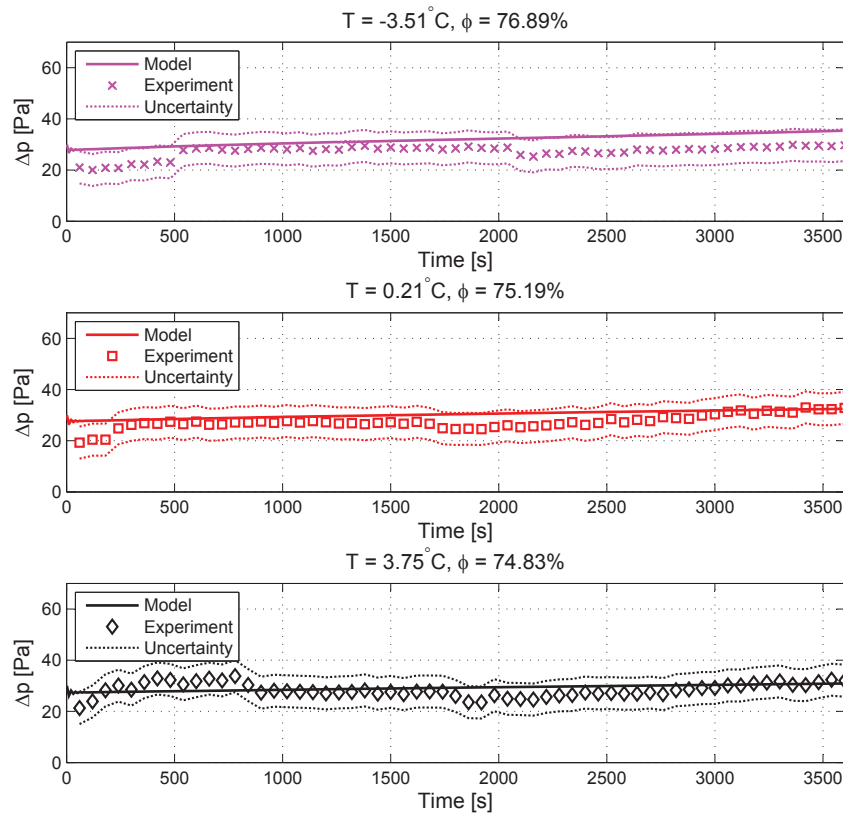 T = -3.51°C, ϕ = 76.89%
Model
Experiment
Uncertainty
60
40
20
0
Δp [Pa]
0 500 1000 1500 2000 2500 3000 3500
Time [s]
T = 0.21°C, ϕ = 75.19%
Model
Experiment
Uncertainty
60
40
20
0
Δp [Pa]
0 500 1000 1500 2000 2500 3000 3500
Time [s]
T = 3.75°C, ϕ = 74.83%
Model
Experiment
Uncertainty
60
40
20
0
Δp [Pa]
0 500 1000 1500 2000 2500 3000 3500
Time [s]